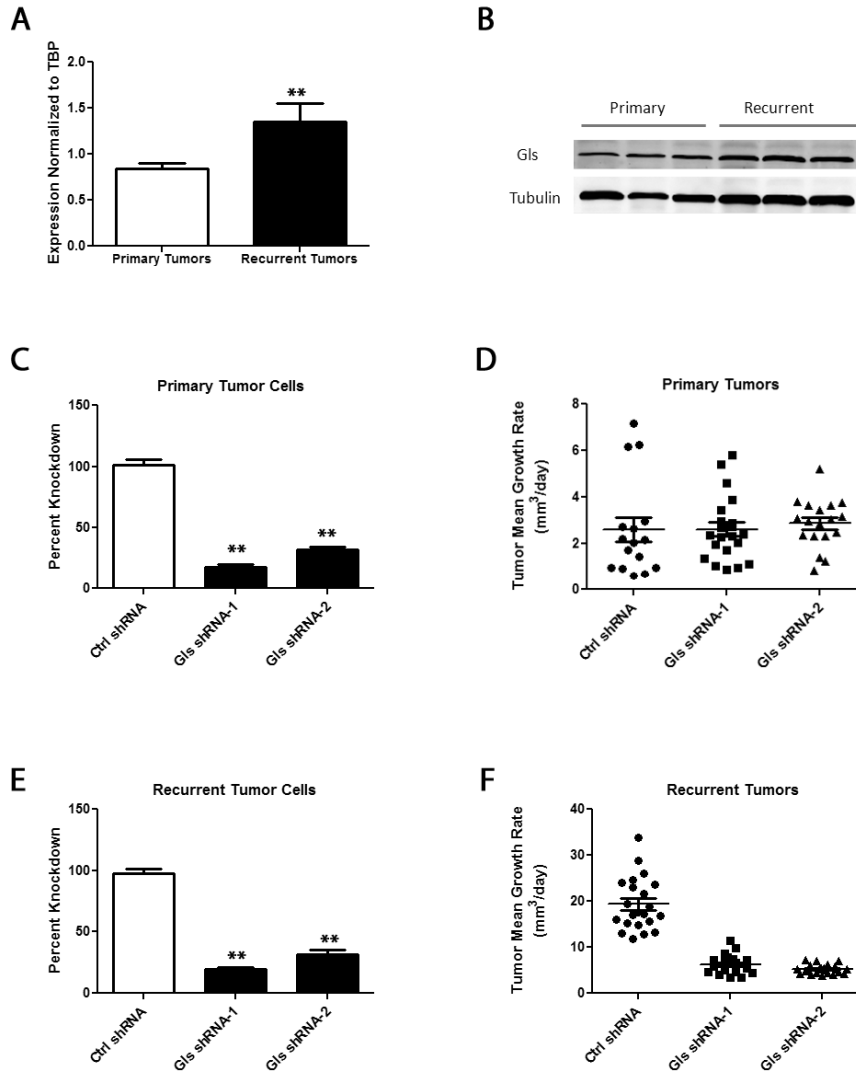 A
Expression Normalized to TBP
2.0
1.5
1.0
0.5
0.0
**
Primary Tumors
Recurrent Tumors
B
Primary
Recurrent
Gls
Tubulin
C
Primary Tumor Cells
Percent Knockdown
150
100
50
0
**
**
Ctrl shRNA
Gls shRNA-1
Gls shRNA-2
D
Primary Tumors
Tumor Mean Growth Rate
(mm³/day)
8
6
4
2
0
Ctrl shRNA
Gls shRNA-1
Gls shRNA-2
E
Recurrent Tumor Cells
Percent Knockdown
150
100
50
0
**
**
Ctrl shRNA
Gls shRNA-1
Gls shRNA-2
F
Recurrent Tumors
Tumor Mean Growth Rate
(mm³/day)
40
30
20
10
0
Ctrl shRNA
Gls shRNA-1
Gls shRNA-2